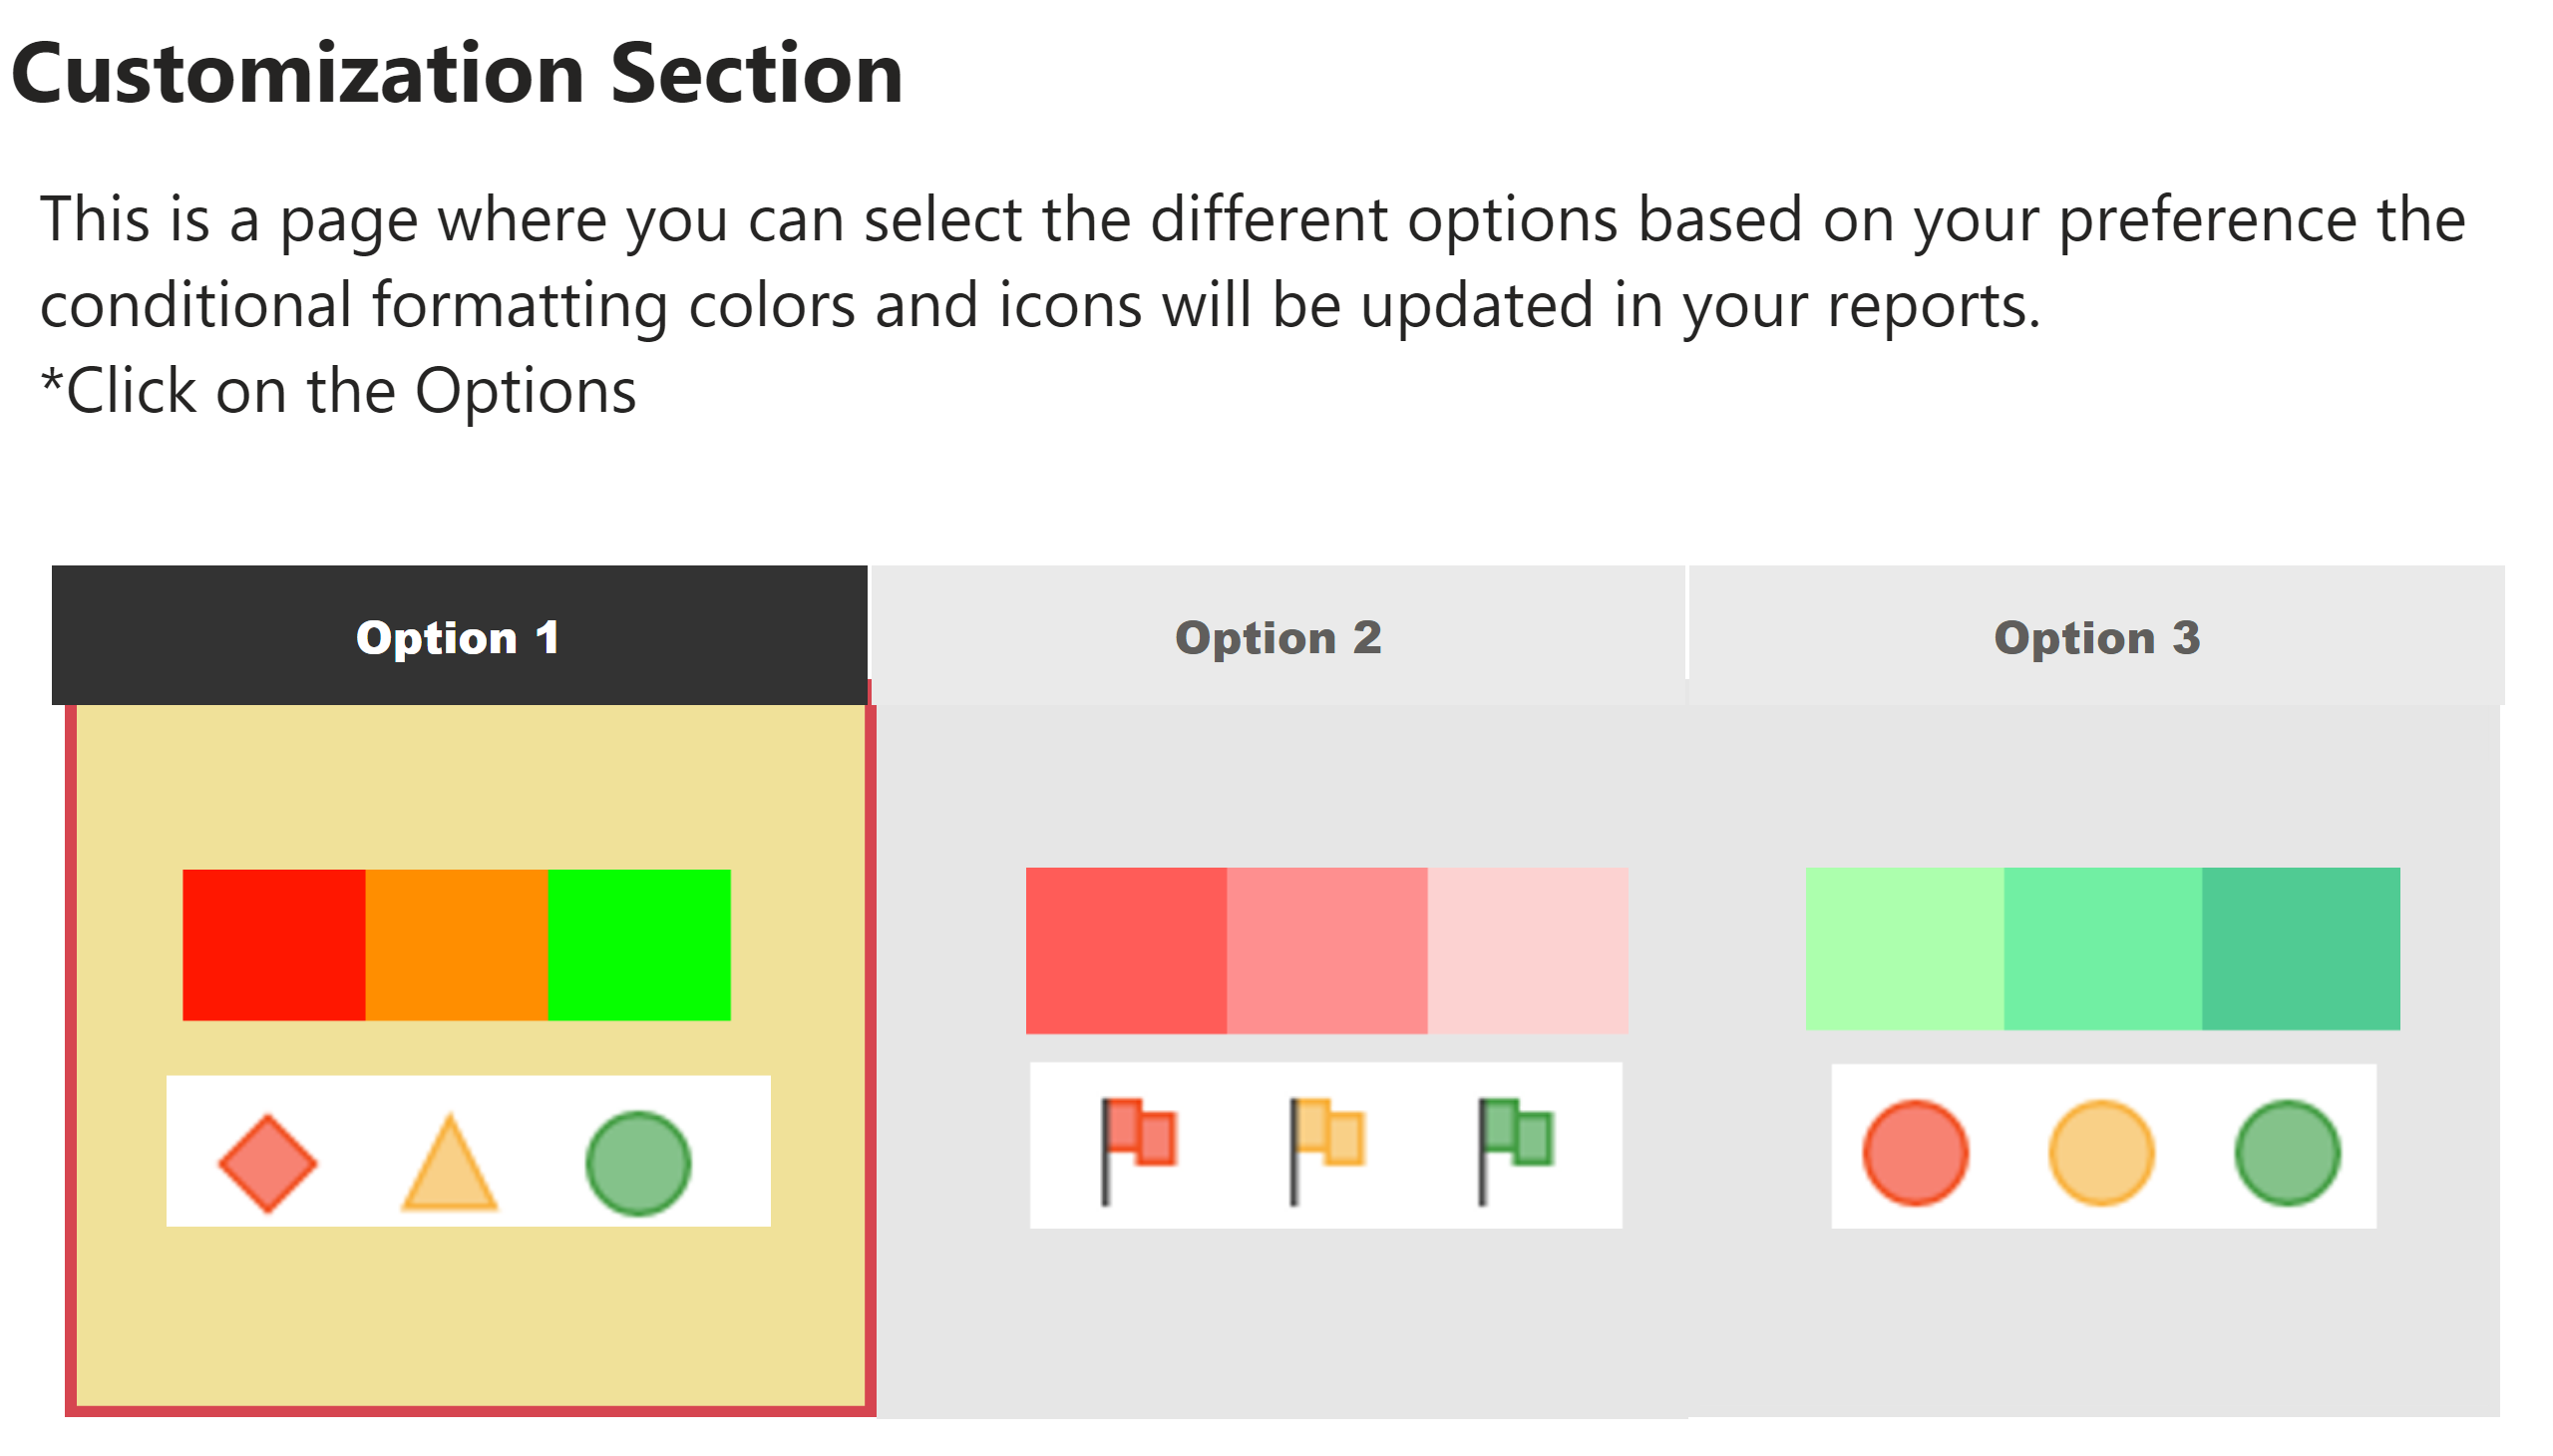 Customization Section
This is a page where you can select the different options based on your preference the
conditional formatting colors and icons will be updated in your reports.
*Click on the Options
Option 1
Option 2
Option 3